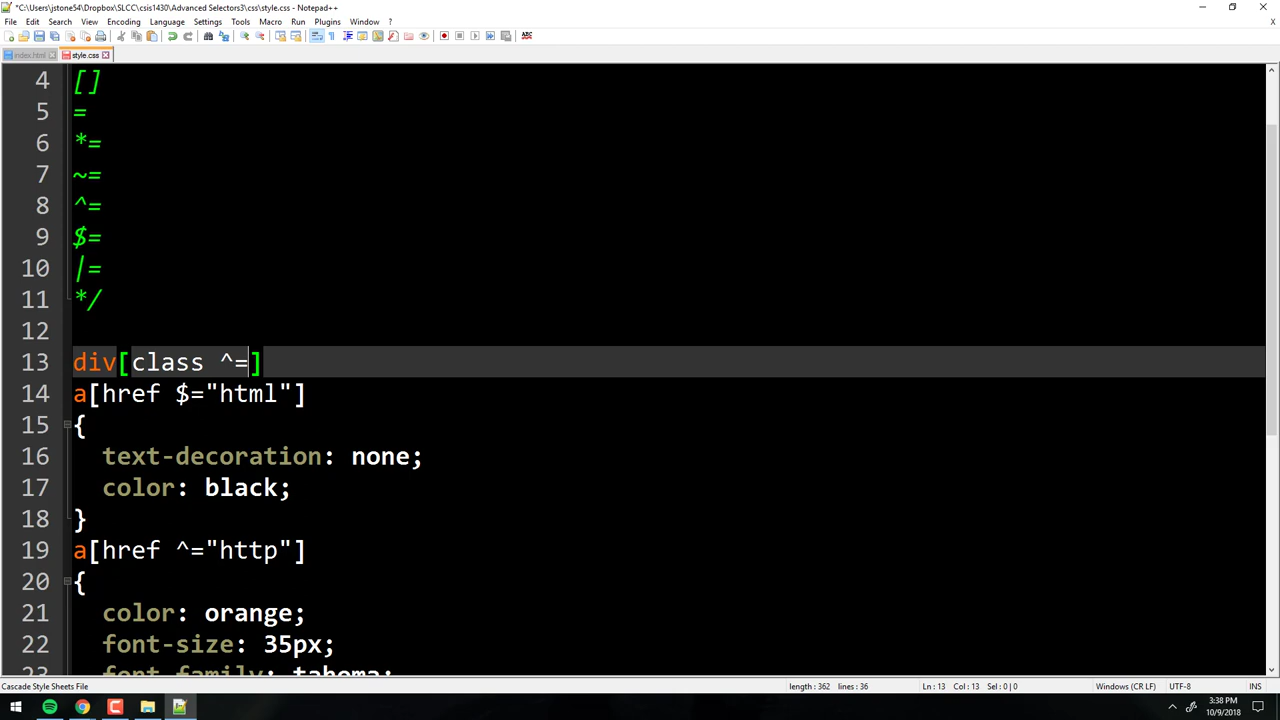 *C:\Users\jstone54\Dropbox\SLCC\csis1430\Advanced Selectors3\css\style.css - Notepad++
File Edit Search View Encoding Language Settings Tools Macro Run Plugins Window ?
X
index.html style.css
4 []
5 =
6 *=
7 ~=
8 ^=
9 $=
10 |=
11 */
12
13 div[class ^=]
14 a[href $="html"]
15 {
16 text-decoration: none;
17 color: black;
18 }
19 a[href ^="http"]
20 {
21 color: orange;
22 font-size: 35px;
23 font-family: tahoma;
Cascade Style Sheets File length : 362 lines : 36 Ln : 13 Col : 13 Sel : 0 | 0 Windows (CR LF) UTF-8 INS
3:38 PM
10/9/2018